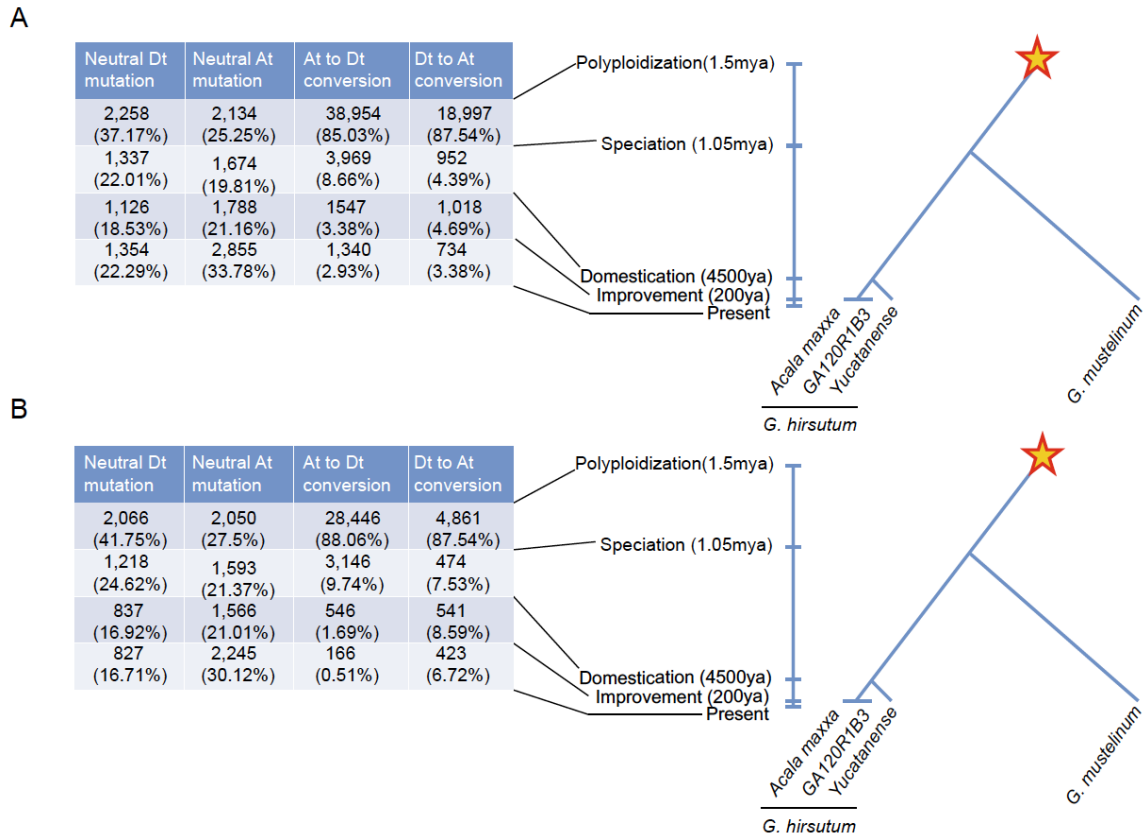 A
Neutral Dt mutation
Neutral At mutation
At to Dt conversion
Dt to At conversion
2,258 (37.17%)
2,134 (25.25%)
38,954 (85.03%)
18,997 (87.54%)
1,337 (22.01%)
1,674 (19.81%)
3,969 (8.66%)
952 (4.39%)
1,126 (18.53%)
1,788 (21.16%)
1547 (3.38%)
1,018 (4.69%)
1,354 (22.29%)
2,855 (33.78%)
1,340 (2.93%)
734 (3.38%)
Polyploidization(1.5mya)
Speciation (1.05mya)
Domestication (4500ya)
Improvement (200ya)
Present
Acala maxxa
GA120R1B3
Yucatanense
G. mustelinum
G. hirsutum
B
Neutral Dt mutation
Neutral At mutation
At to Dt conversion
Dt to At conversion
2,066 (41.75%)
2,050 (27.5%)
28,446 (88.06%)
4,861 (87.54%)
1,218 (24.62%)
1,593 (21.37%)
3,146 (9.74%)
474 (7.53%)
837 (16.92%)
1,566 (21.01%)
546 (1.69%)
541 (8.59%)
827 (16.71%)
2,245 (30.12%)
166 (0.51%)
423 (6.72%)
Polyploidization(1.5mya)
Speciation (1.05mya)
Domestication (4500ya)
Improvement (200ya)
Present
Acala maxxa
GA120R1B3
Yucatanense
G. mustelinum
G. hirsutum